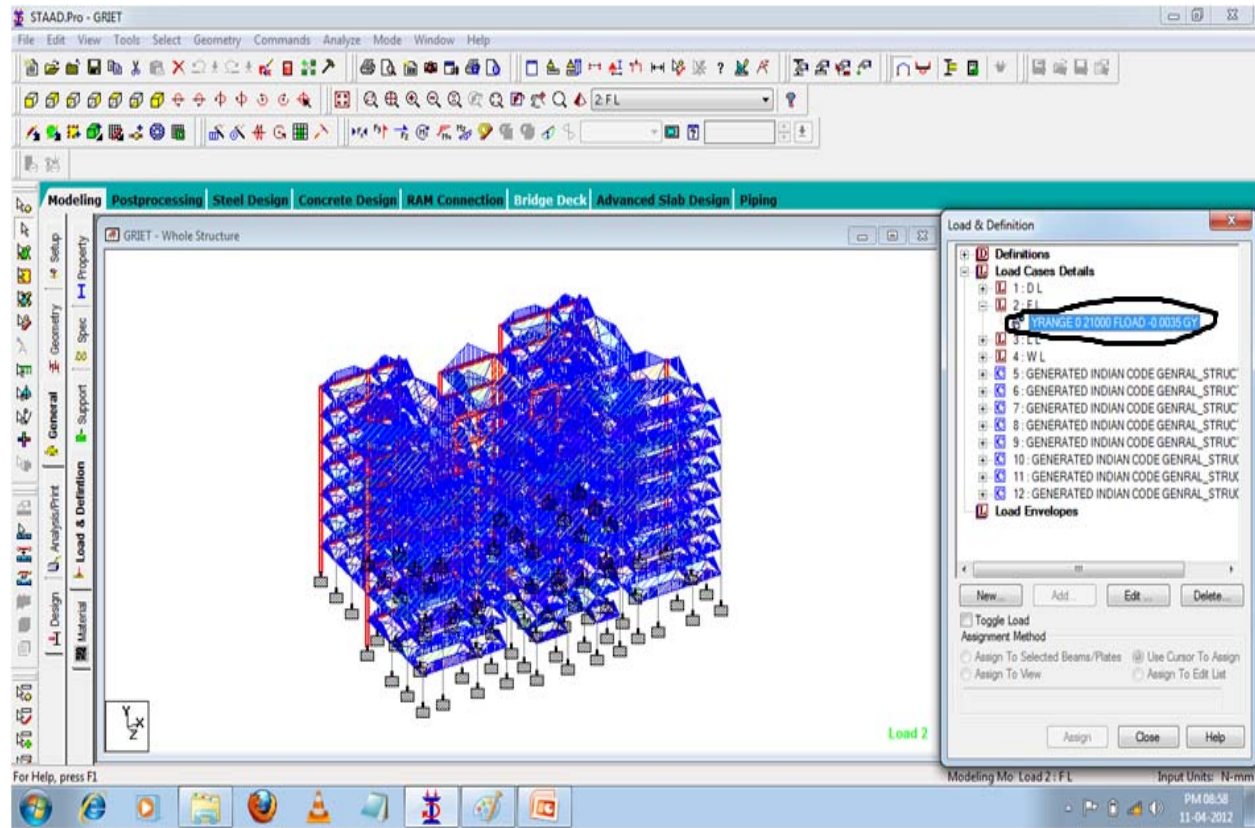 STAAD.Pro - GRIET
File Edit View Tools Select Geometry Commands Analyze Mode Window Help
2: F L
Modeling Postprocessing Steel Design Concrete Design RAM Connection Bridge Deck Advanced Slab Design Piping
Setup
Geometry
General
Analysis/Print
Design
Property
Spec
Support
Load & Definition
Material
GRIET - Whole Structure
Y
X
Z
Load 2
Load & Definition
Definitions
Load Cases Details
1 : D L
2 : F L
YRANGE 0 21000 FLOAD -0.0035 GY
3 : L L
4 : W L
5 : GENERATED INDIAN CODE GENRAL_STRUC
6 : GENERATED INDIAN CODE GENRAL_STRUC
7 : GENERATED INDIAN CODE GENRAL_STRUC
8 : GENERATED INDIAN CODE GENRAL_STRUC
9 : GENERATED INDIAN CODE GENRAL_STRUC
10 : GENERATED INDIAN CODE GENRAL_STRUC
11 : GENERATED INDIAN CODE GENRAL_STRUC
12 : GENERATED INDIAN CODE GENRAL_STRUC
Load Envelopes
New... Add... Edit ... Delete...
Toggle Load
Assignment Method
Assign To Selected Beams/Plates Use Cursor To Assign
Assign To View Assign To Edit List
Assign Close Help
For Help, press F1
Modeling Mo Load 2 : F L Input Units: N-mm
PM 08:58
11-04-2012